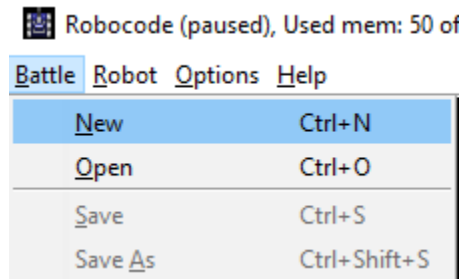 Robocode (paused), Used mem: 50 of
Battle Robot Options Help
New Ctrl+N
Open Ctrl+O
Save Ctrl+S
Save As Ctrl+Shift+S